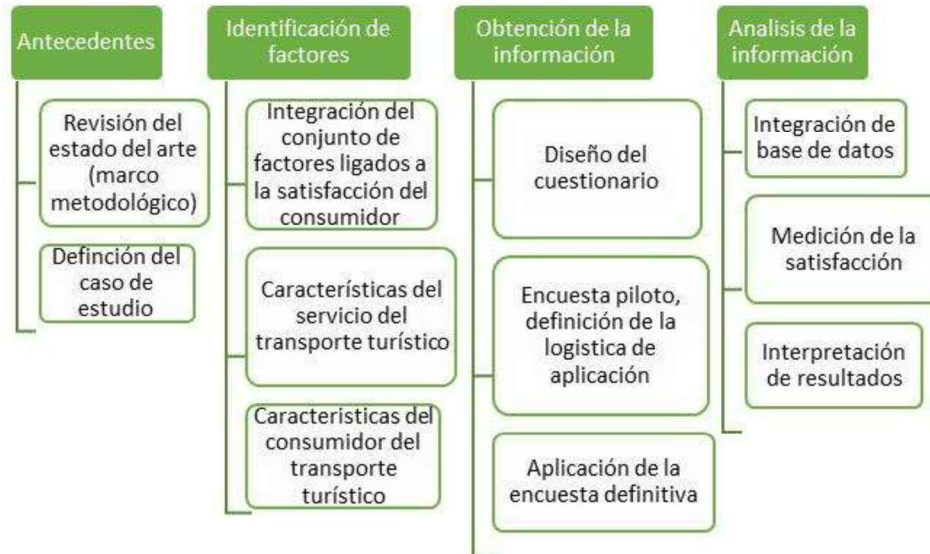 Antecedentes
Revisión del
estado del arte
(marco
metodológico)
Definción del
caso de
estudio
Identificación de
factores
Integración del
conjunto de
factores ligados a
la satisfacción del
consumidor
Característicás del
servicio del
transporte turístico
Caracteristicas del
consumidor del
transporte
turístico
Obtención de la
información
Diseño del
cuestionario
Encuesta piloto,
definición de la
logistica de
aplicación
Aplicación de la
encuesta definitiva
Analisis de la
información
Integración de
base de datos
Medición de la
satisfacción
Interpretación
de resultados